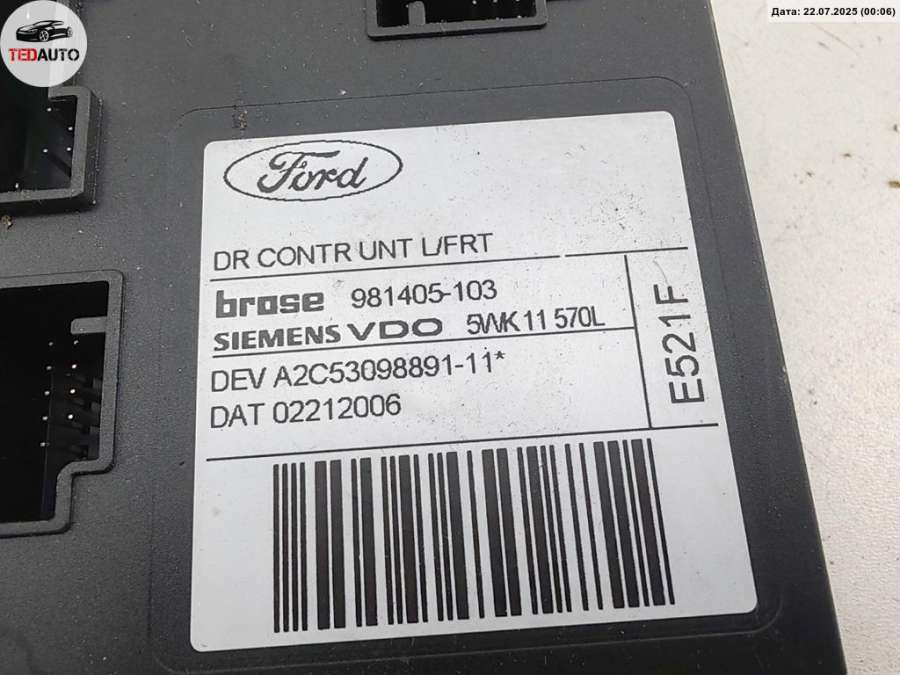 TEDAUTO
Дата: 22.07.2025 (00:06)
Ford
DR CONTR UNT L/FRT
brose 981405-103
SIEMENS VDO 5WK11 570L
DEV A2C53098891-11*
DAT 02212006
E521F